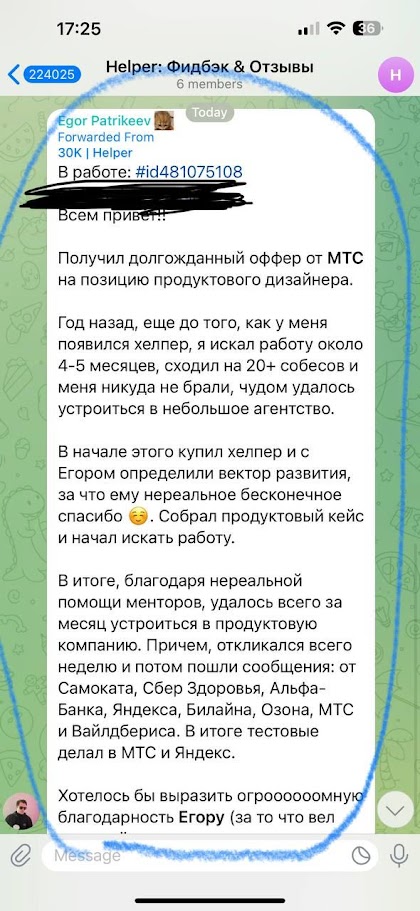 17:25
36
224025
Helper: Фидбэк & Отзывы
6 members
H
Today
Egor Patrikeev
Forwarded From
30K | Helper
В работе: #id481075108
Всем привет!!
Получил долгожданный оффер от МТС
на позицию продуктового дизайнера.
Год назад, еще до того, как у меня
появился хелпер, я искал работу около
4-5 месяцев, сходил на 20+ собесов и
меня никуда не брали, чудом удалось
устроиться в небольшое агентство.
В начале этого купил хелпер и с
Егором определили вектор развития,
за что ему нереальное бесконечное
спасибо ☺️. Собрал продуктовый кейс
и начал искать работу.
В итоге, благодаря нереальной
помощи менторов, удалось всего за
месяц устроиться в продуктовую
компанию. Причем, откликался всего
неделю и потом пошли сообщения: от
Самоката, Сбер Здоровья, Альфа-
Банка, Яндекса, Билайна, Озона, МТС
и Вайлдбериса. В итоге тестовые
делал в МТС и Яндекс.
Хотелось бы выразить огроооооомную
благодарность Егору (за то что вел
Message